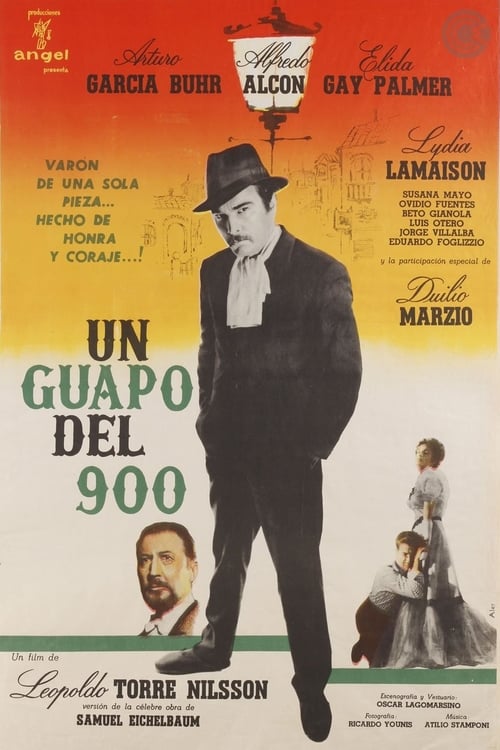 producciones
angel
presenta
Arturo
GARCIA BUHR
Alfredo
ALCON
Elida
GAY PALMER
Lydia
LAMAISON
SUSANA MAYO
OVIDIO FUENTES
BETO GIANOLA
LUIS OTERO
JORGE VILLALBA
EDUARDO FOGLIZZIO
y la participación especial de
Duilio
MARZIO
VARON
DE UNA SOLA
PIEZA...
HECHO DE
HONRA
Y CORAJE...!
UN
GUAPO
DEL
900
Un film de
Leopoldo TORRE NILSSON
versión de la célebre obra de
SAMUEL EICHELBAUM
Escenografía y Vestuario:
OSCAR LAGOMARSINO
Fotografía:
RICARDO YOUNIS
Música
ATILIO STAMPONI